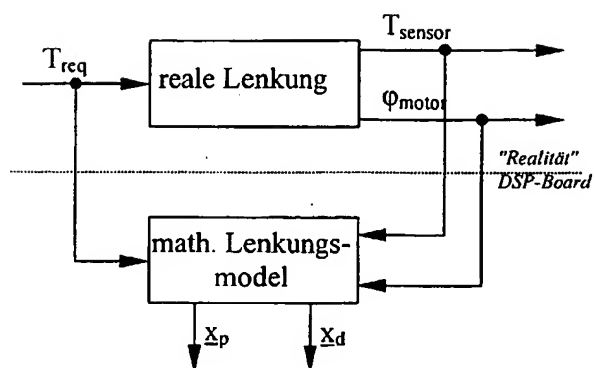 T_sensor
T_req
reale Lenkung
φ_motor
"Realität"
DSP-Board
math. Lenkungs-
model
x_p
x_d